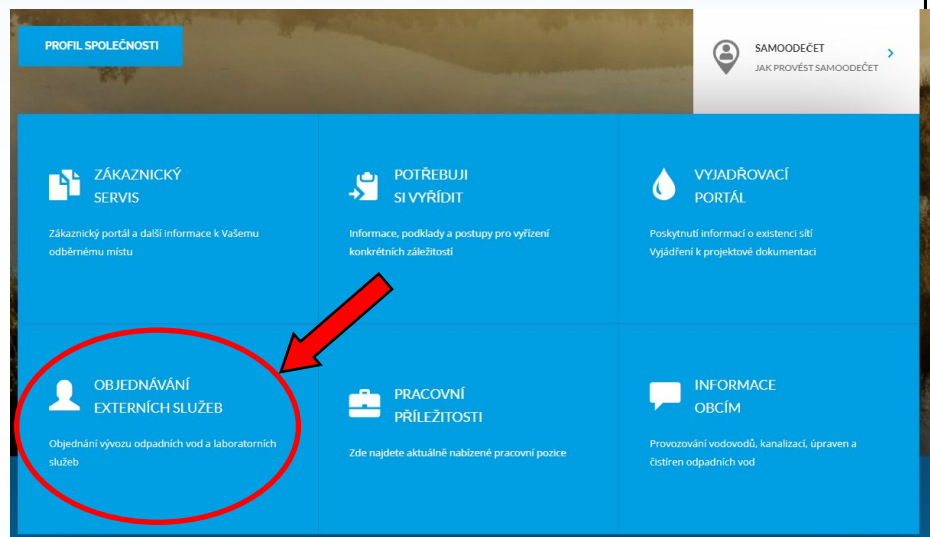 PROFIL SPOLEČNOSTI
SAMOODEČET
JAK PROVÉST SAMOODEČET
ZÁKAZNICKÝ
SERVIS
Zákaznický portál a další informace k Vašemu
odběrnému místu
POTŘEBUJI
SI VYŘÍDIT
Informace, podklady a postupy pro vyřízení
konkrétních záležitostí
VYJADŘOVACÍ
PORTÁL
Poskytnutí informací o existenci sítí
Vyjádření k projektové dokumentaci
OBJEDNÁVÁNÍ
EXTERNÍCH SLUŽEB
Objednání vývozu odpadních vod a laboratorních
služeb
PRACOVNÍ
PŘÍLEŽITOSTI
Zde najdete aktuálně nabízené pracovní pozice
INFORMACE
OBCÍM
Provozování vodovodů, kanalizací, úpraven a
čistíren odpadních vod